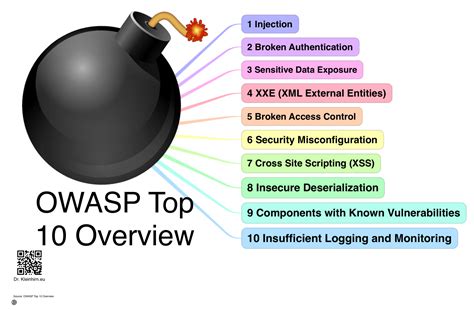 1 Injection
2 Broken Authentication
3 Sensitive Data Exposure
4 XXE (XML External Entities)
5 Broken Access Control
6 Security Misconfiguration
7 Cross Site Scripting (XSS)
8 Insecure Deserialization
9 Components with Known Vulnerabilities
10 Insufficient Logging and Monitoring
OWASP Top
10 Overview
Dr. Kleinhirn.eu
Source: OWASP Top 10 Overview